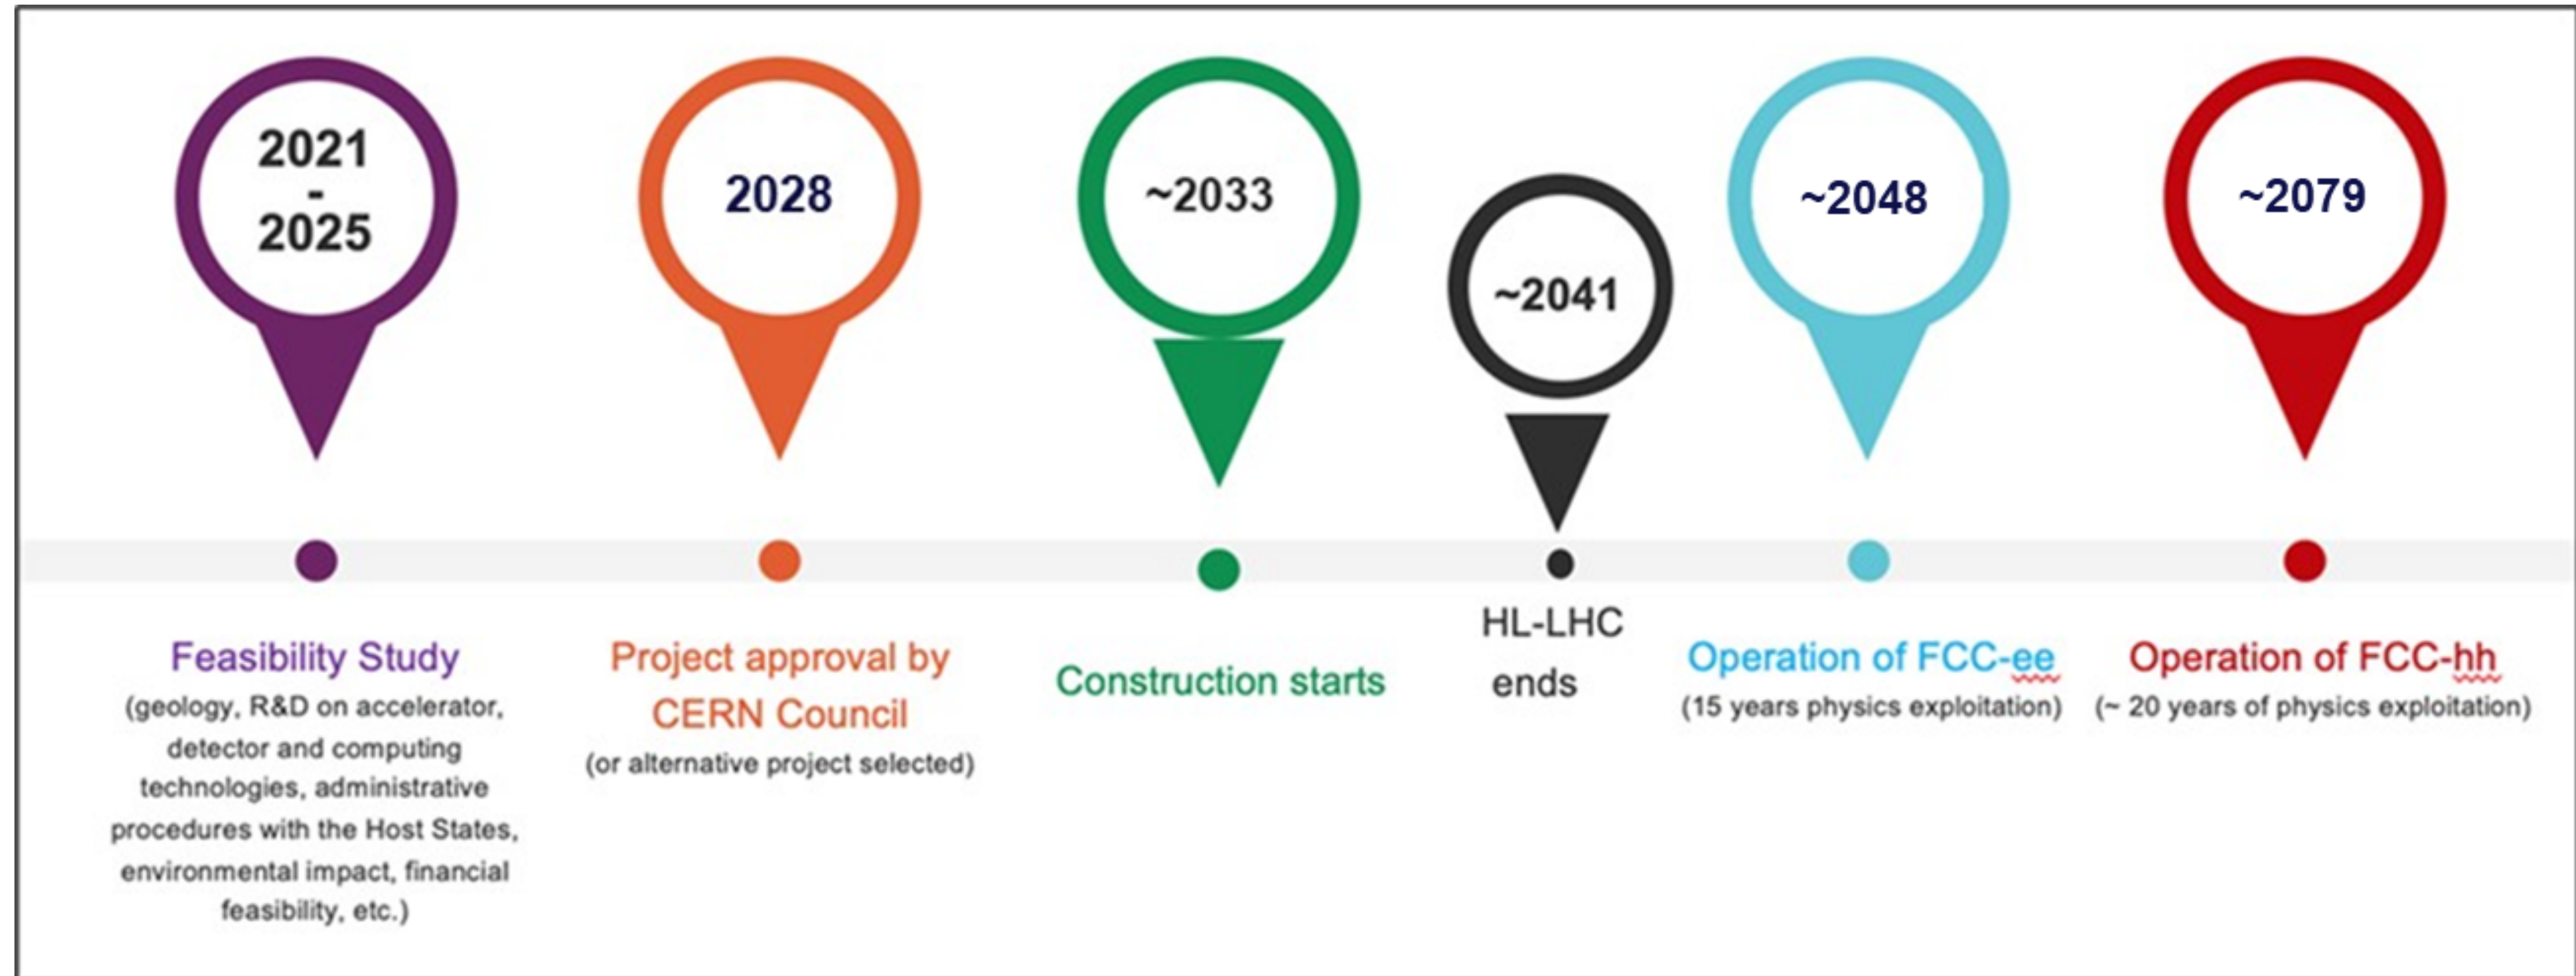 2021
-
2025
2028
~2033
~2041
~2048
~2079
Feasibility Study
(geology, R&D on accelerator,
detector and computing
technologies, administrative
procedures with the Host States,
environmental impact, financial
feasibility, etc.)
Project approval by
CERN Council
(or alternative project selected)
Construction starts
HL-LHC
ends
Operation of FCC-ee
(15 years physics exploitation)
Operation of FCC-hh
(~ 20 years of physics exploitation)